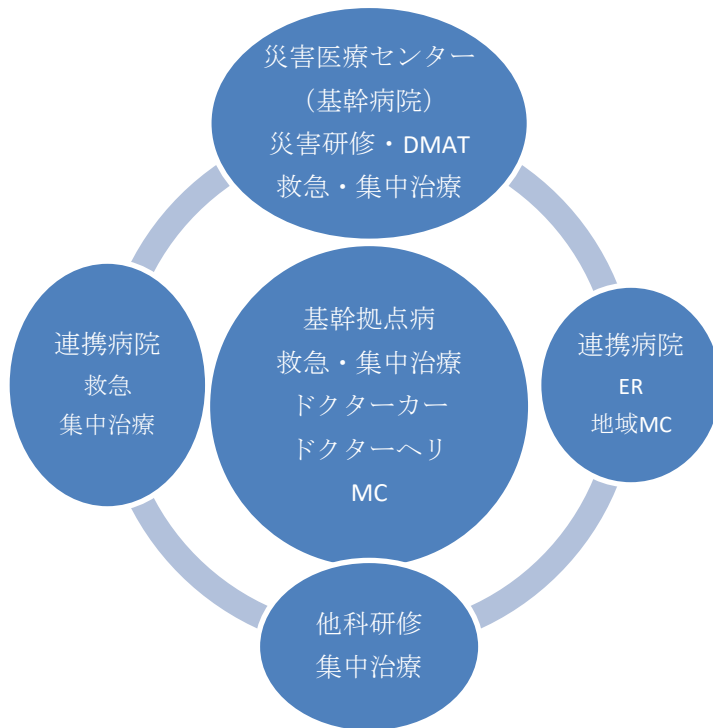 災害医療センター
（基幹病院）
災害研修・DMAT
救急・集中治療
連携病院
救急
集中治療
基幹拠点病
救急・集中治療
ドクターカー
ドクターヘリ
MC
連携病院
ER
地域MC
他科研修
集中治療